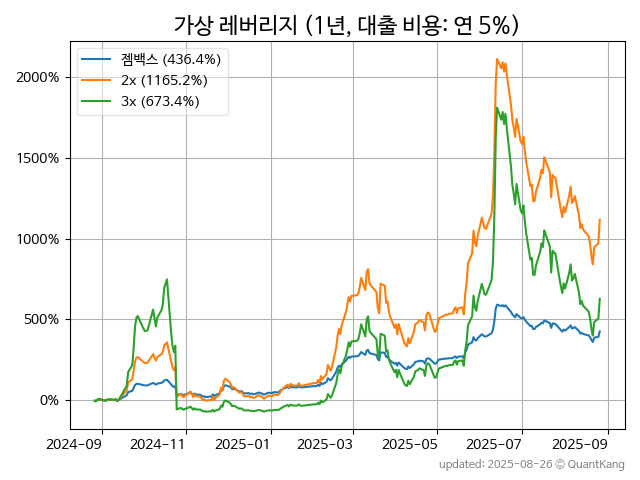 가상 레버리지 (1년, 대출 비용: 연 5%)
젬백스 (436.4%)
2x (1165.2%)
3x (673.4%)
2000%
1500%
1000%
500%
0%
2024-09 2024-11 2025-01 2025-03 2025-05 2025-07 2025-09
updated: 2025-08-26 © QuantKang